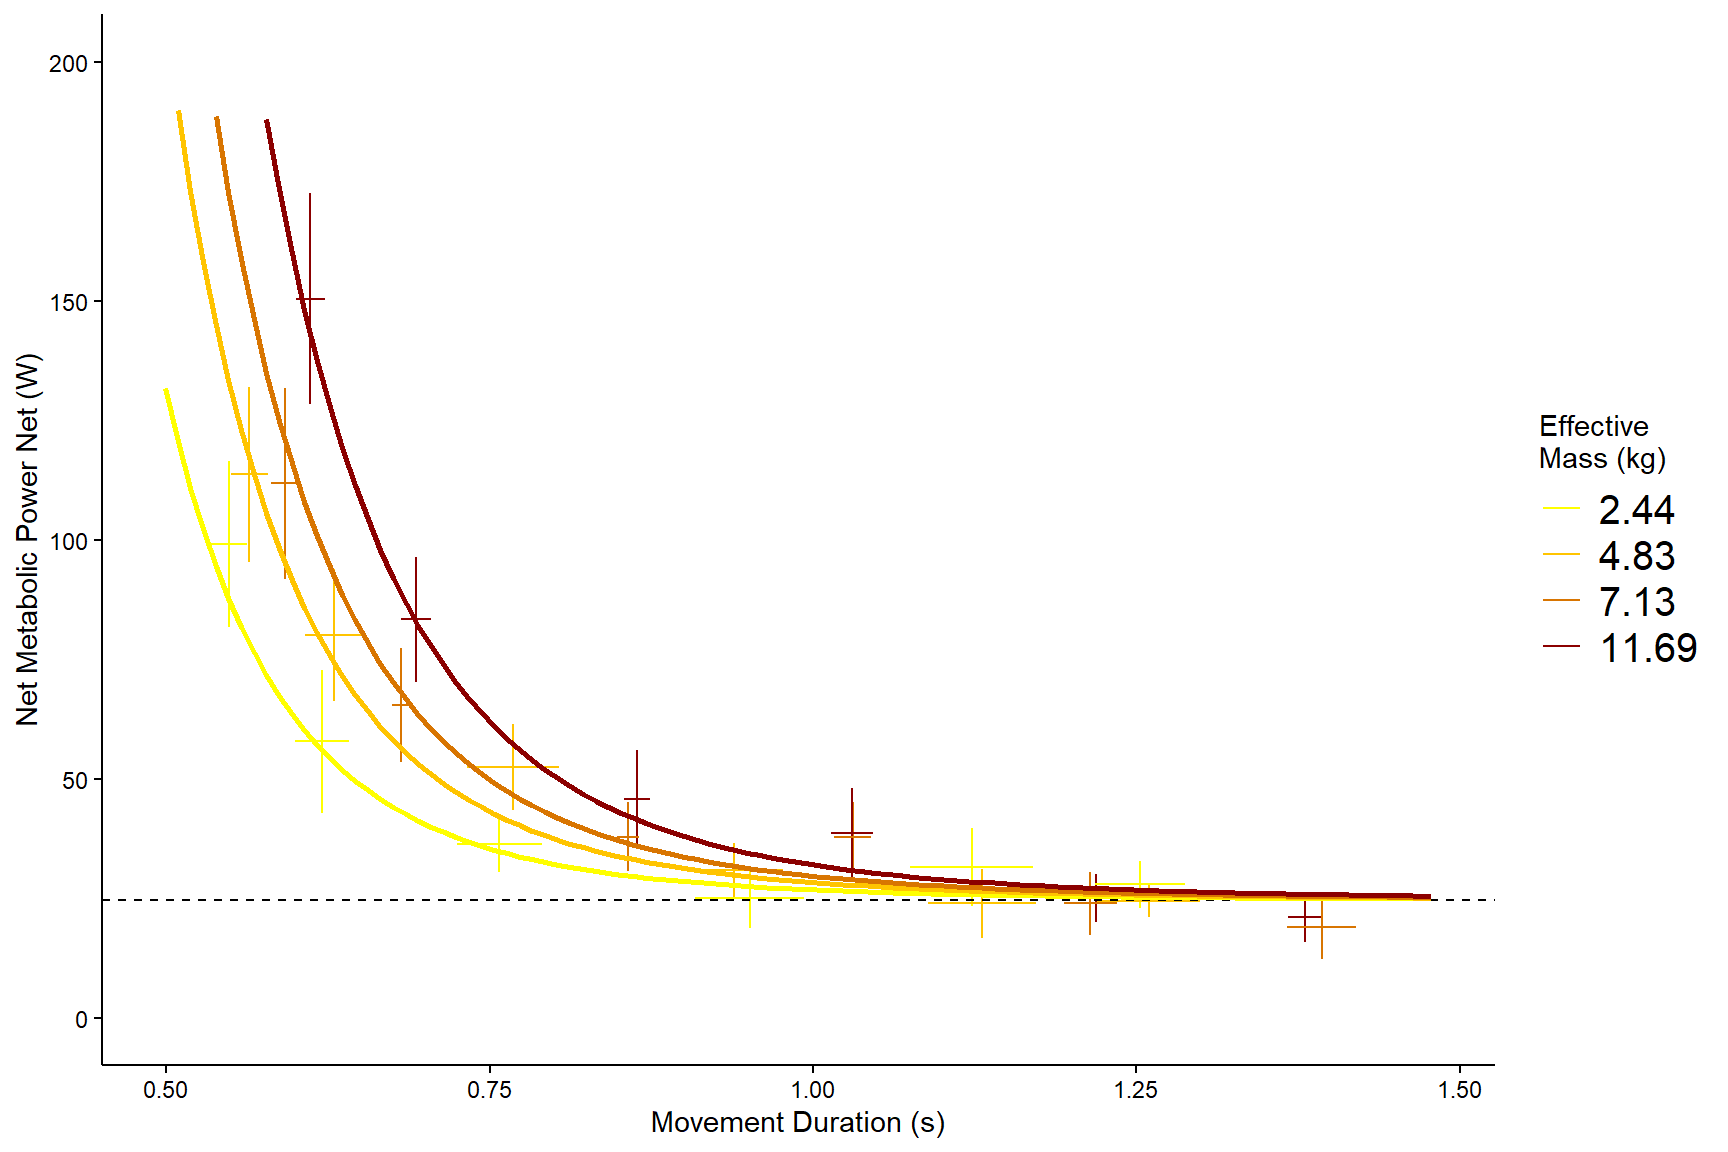 200
150
100
50
0
Net Metabolic Power Net (W)
0.50 0.75 1.00 1.25 1.50
Movement Duration (s)
Effective
Mass (kg)
2.44
4.83
7.13
11.69